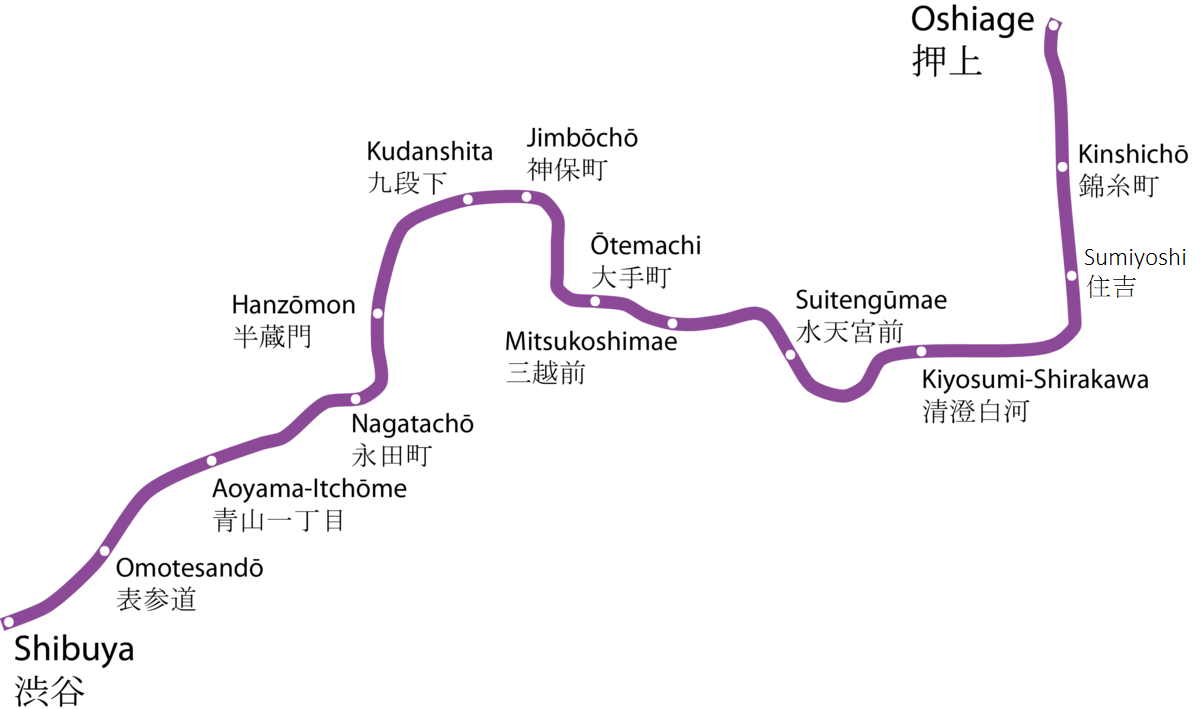 Oshiage
押上
Jimbōchō
神保町
Kudanshita
九段下
Kinshichō
錦糸町
Ōtemachi
大手町
Sumiyoshi
住吉
Hanzōmon
半蔵門
Suitengūmae
水天宮前
Mitsukoshimae
三越前
Kiyosumi-Shirakawa
清澄白河
Nagatachō
永田町
Aoyama-Itchōme
青山一丁目
Omotesandō
表参道
Shibuya
渋谷